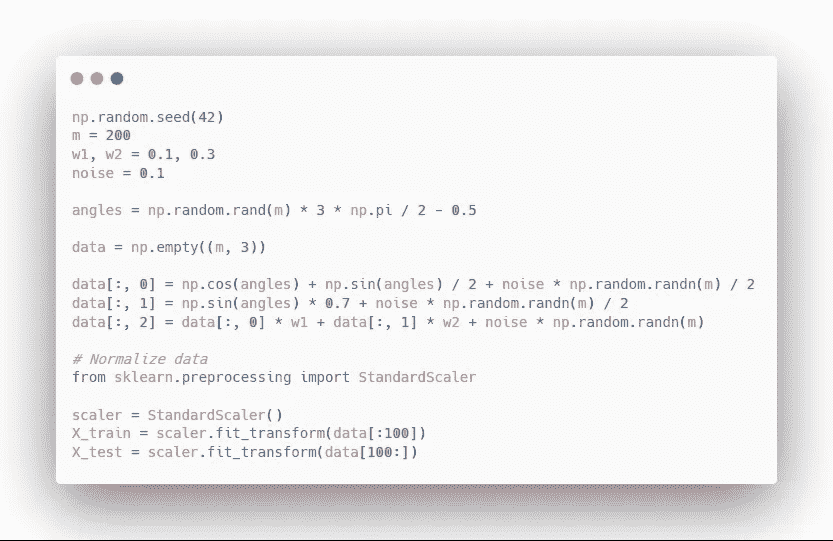 np.random.seed(42)
m = 200
w1, w2 = 0.1, 0.3
noise = 0.1
angles = np.random.rand(m) * 3 * np.pi / 2 - 0.5
data = np.empty((m, 3))
data[:, 0] = np.cos(angles) + np.sin(angles) / 2 + noise * np.random.randn(m) / 2
data[:, 1] = np.sin(angles) * 0.7 + noise * np.random.randn(m) / 2
data[:, 2] = data[:, 0] * w1 + data[:, 1] * w2 + noise * np.random.randn(m)
# Normalize data
from sklearn.preprocessing import StandardScaler
scaler = StandardScaler()
X_train = scaler.fit_transform(data[:100])
X_test = scaler.fit_transform(data[100:])